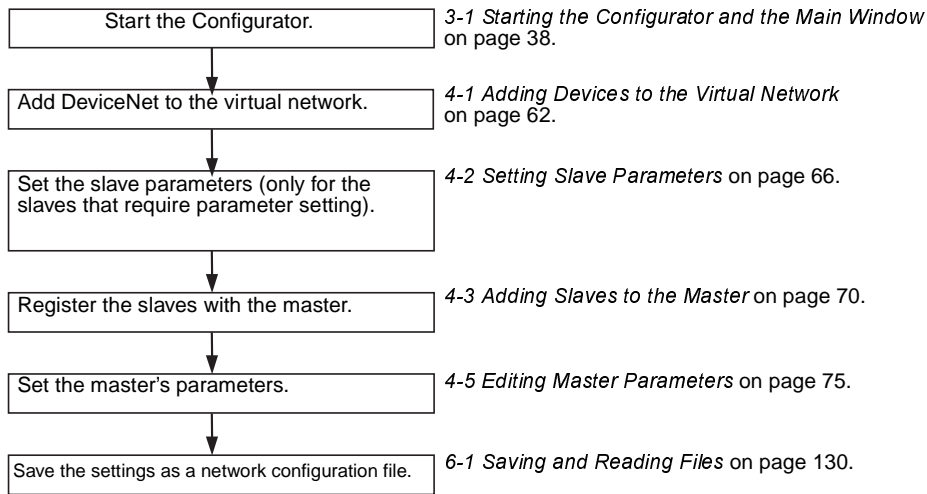 Start the Configurator.
3-1 Starting the Configurator and the Main Window
on page 38.
Add DeviceNet to the virtual network.
4-1 Adding Devices to the Virtual Network
on page 62.
Set the slave parameters (only for the
slaves that require parameter setting).
4-2 Setting Slave Parameters on page 66.
Register the slaves with the master.
4-3 Adding Slaves to the Master on page 70.
Set the master's parameters.
4-5 Editing Master Parameters on page 75.
Save the settings as a network configuration file.
6-1 Saving and Reading Files on page 130.